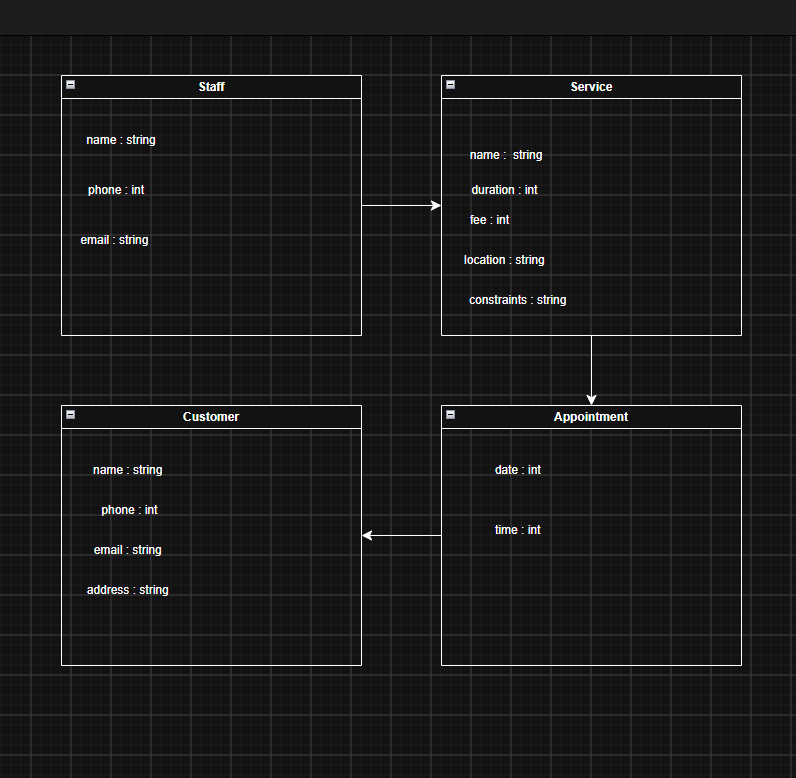 Staff
name : string
phone : int
email : string
Service
name :  string
duration : int
fee : int
location : string
constraints : string
Customer
name : string
phone : int
email : string
address : string
Appointment
date : int
time : int